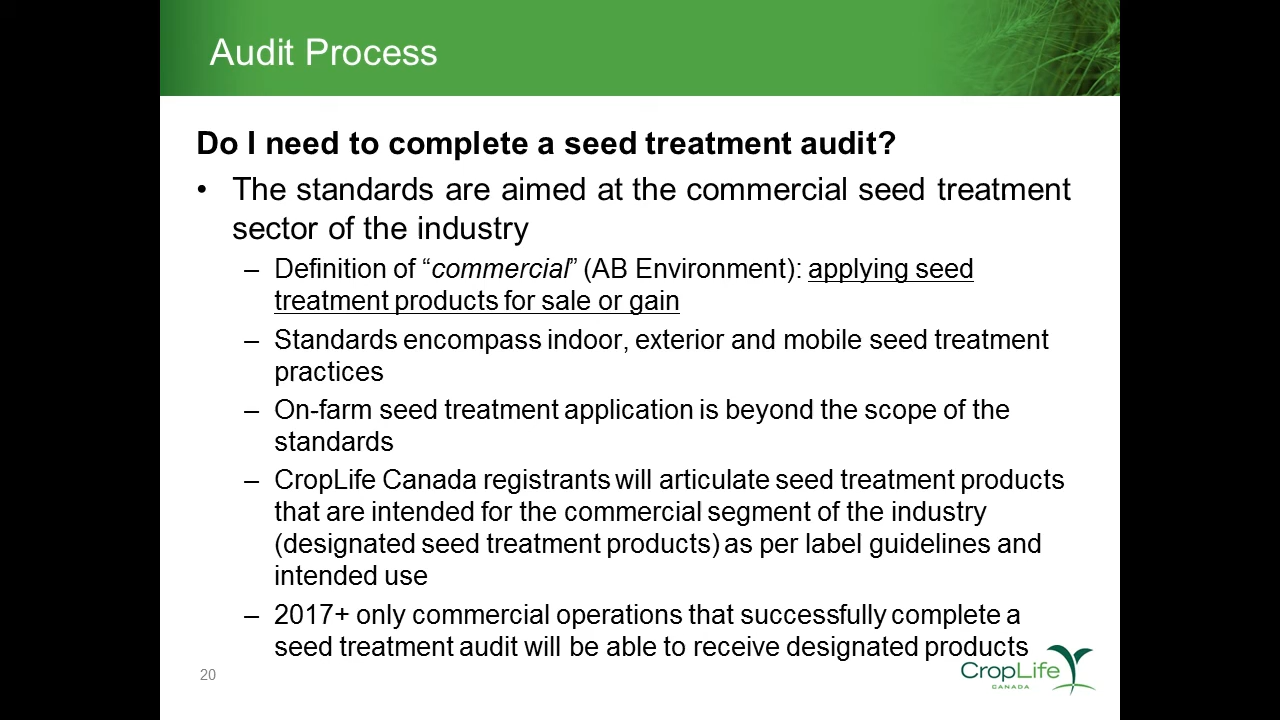 Audit Process
Do I need to complete a seed treatment audit?
• The standards are aimed at the commercial seed treatment
sector of the industry
– Definition of “commercial” (AB Environment): applying seed
treatment products for sale or gain
– Standards encompass indoor, exterior and mobile seed treatment
practices
– On-farm seed treatment application is beyond the scope of the
standards
– CropLife Canada registrants will articulate seed treatment products
that are intended for the commercial segment of the industry
(designated seed treatment products) as per label guidelines and
intended use
– 2017+ only commercial operations that successfully complete a
seed treatment audit will be able to receive designated products
20
CropLife
CANADA